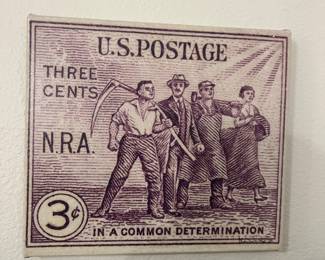 U.S.POSTAGE
THREE
CENTS
N.R.A.
3¢
IN A COMMON DETERMINATION